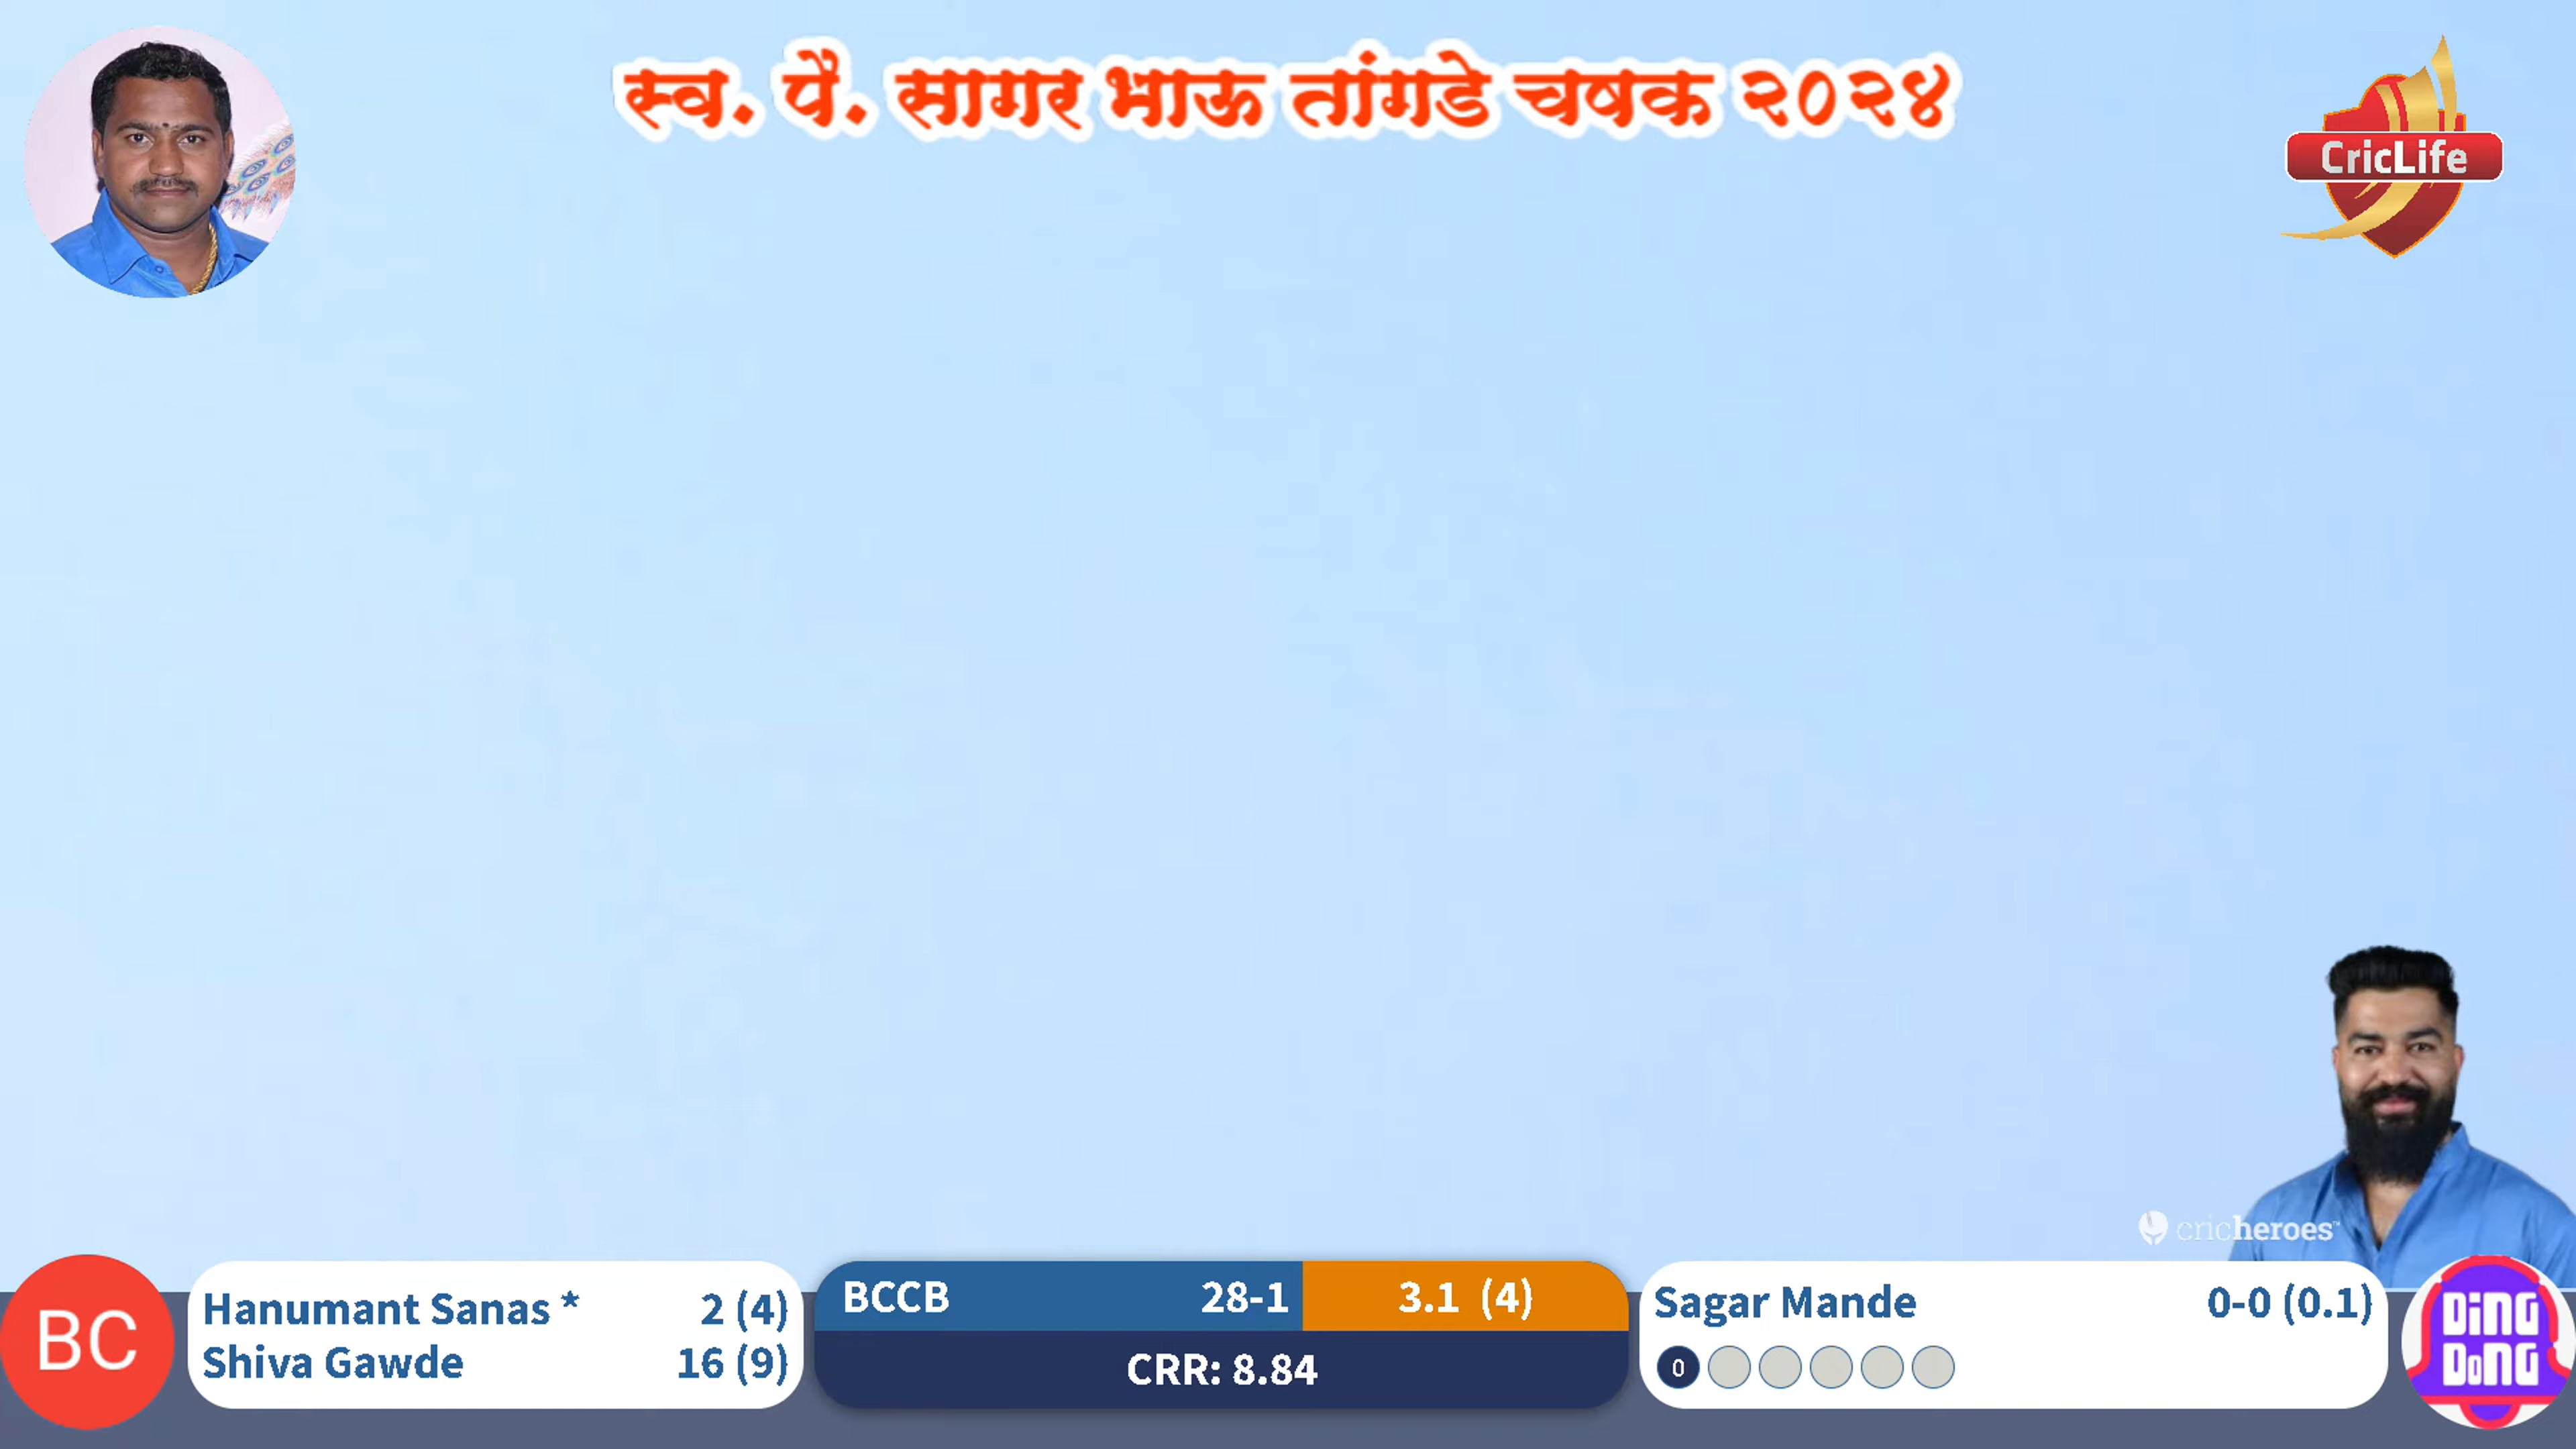 स्व. पै. सागर भाऊ तांगडे चषक २०२४
CricLife
cricheroes™
BC
Hanumant Sanas * 2 (4)
Shiva Gawde 16 (9)
BCCB 28-1 3.1 (4)
CRR: 8.84
Sagar Mande 0-0 (0.1)
0
DiNG
DoNG